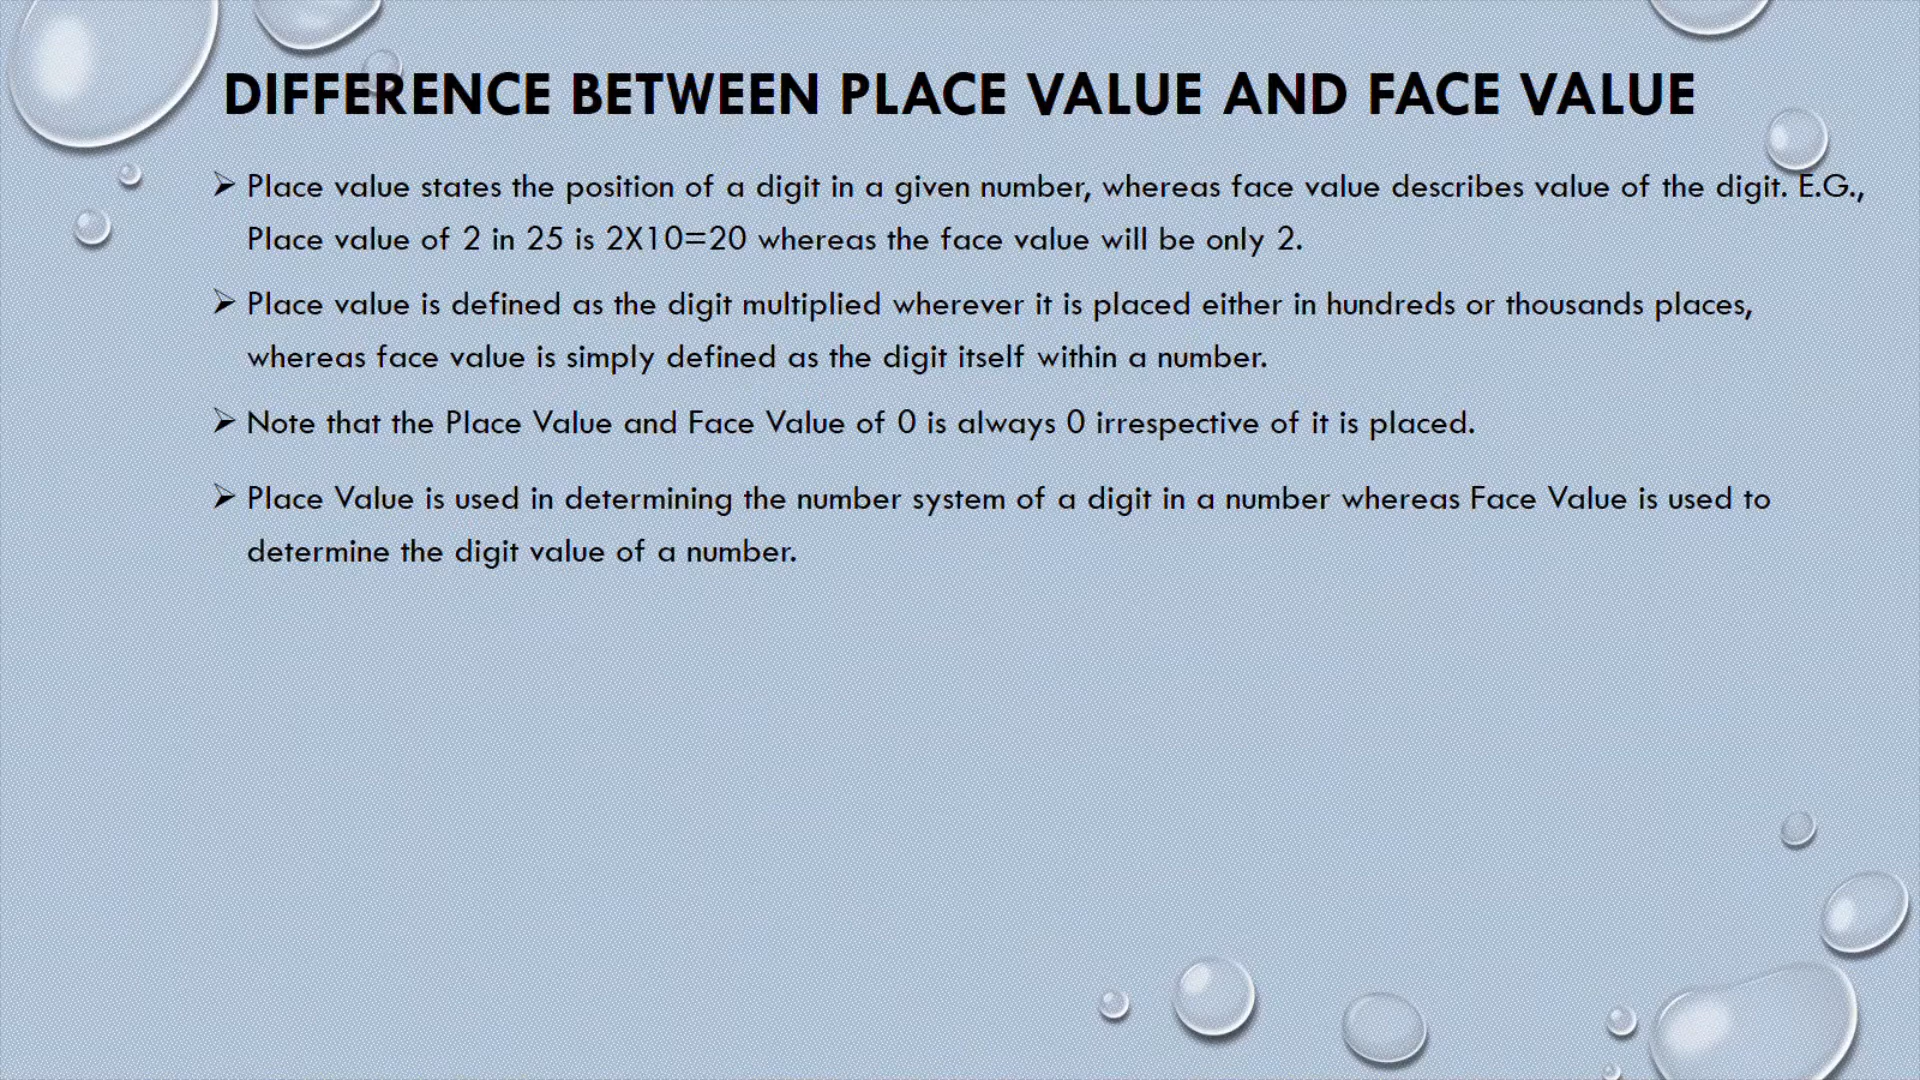 DIFFERENCE BETWEEN PLACE VALUE AND FACE VALUE
➢ Place value states the position of a digit in a given number, whereas face value describes value of the digit. E.G.,
Place value of 2 in 25 is 2X10=20 whereas the face value will be only 2.
➢ Place value is defined as the digit multiplied wherever it is placed either in hundreds or thousands places,
whereas face value is simply defined as the digit itself within a number.
➢ Note that the Place Value and Face Value of 0 is always 0 irrespective of it is placed.
➢ Place Value is used in determining the number system of a digit in a number whereas Face Value is used to
determine the digit value of a number.